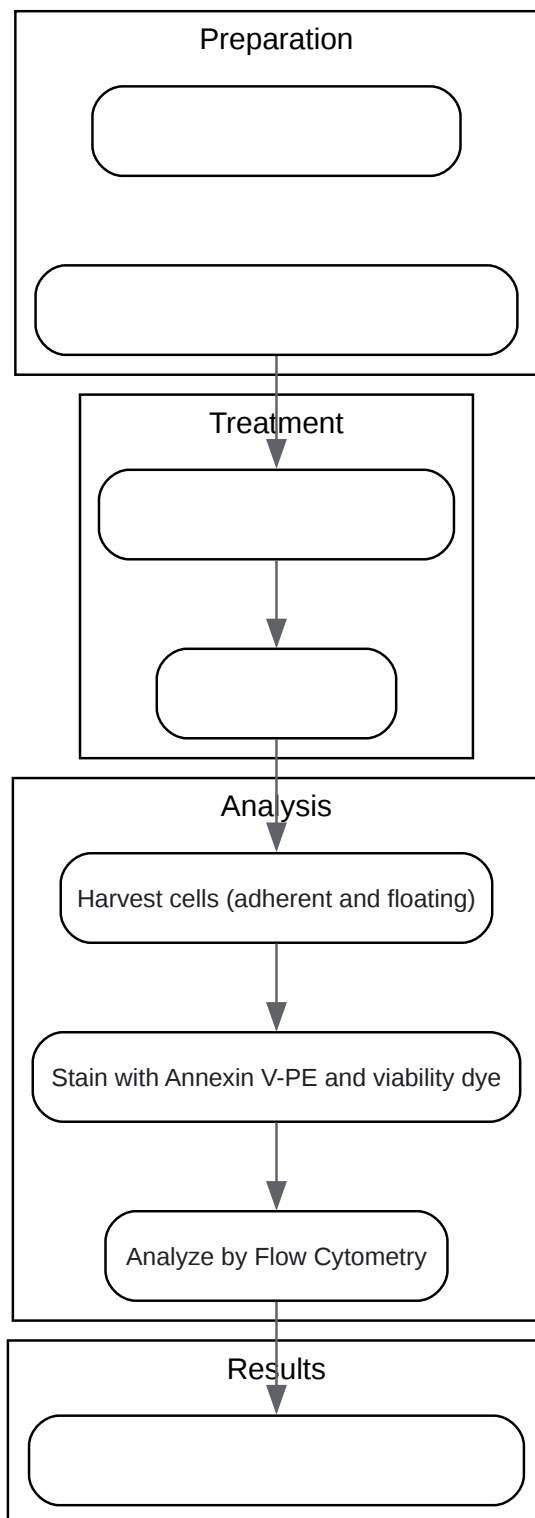 Preparation
Treatment
Analysis
Harvest cells (adherent and floating)
Stain with Annexin V-PE and viability dye
Analyze by Flow Cytometry
Results